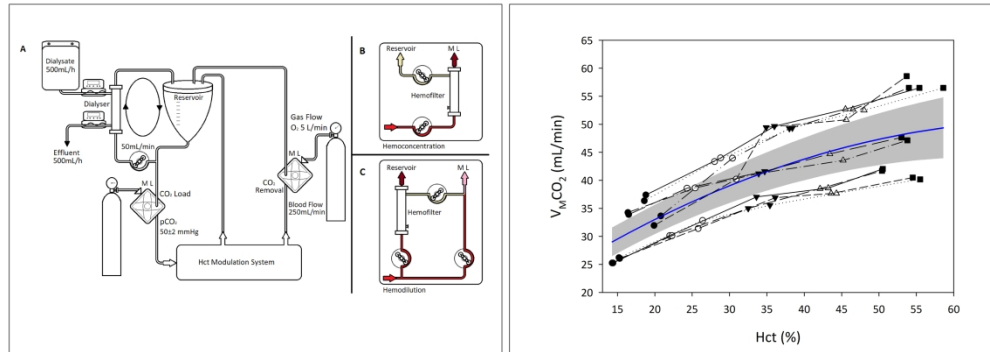 A
Dialysate
500mL/h
Dialyser
Reservoir
50mL/min
Effluent
500mL/h
M L
CO₂ Load
pCO₂
50±2 mmHg
Hct Modulation System
Gas Flow
O₂ 5 L/min
M L
CO₂
Removal
Blood Flow
250mL/min
B
Reservoir
M L
Hemofilter
Hemoconcentration
C
Reservoir
M L
Hemofilter
Hemodilution
VMCO₂ (mL/min)
65
60
55
50
45
40
35
30
25
20
15 20 25 30 35 40 45 50 55 60
Hct (%)